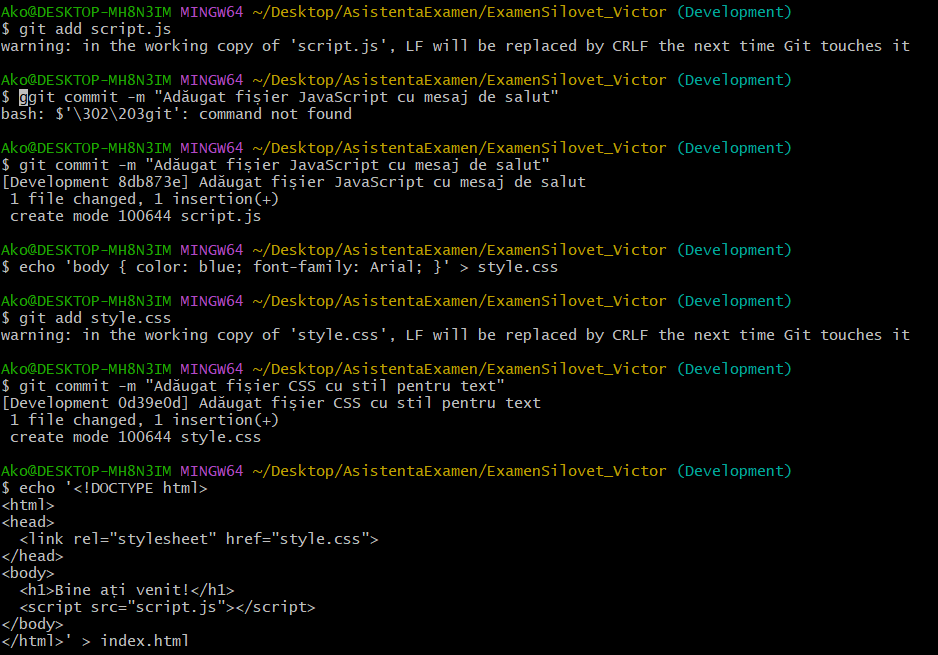 Ako@DESKTOP-MH8N3IM MINGW64 ~/Desktop/AsistentaExamen/ExamenSilovet_Victor (Development)
$ git add script.js
warning: in the working copy of 'script.js', LF will be replaced by CRLF the next time Git touches it

Ako@DESKTOP-MH8N3IM MINGW64 ~/Desktop/AsistentaExamen/ExamenSilovet_Victor (Development)
$ ggit commit -m "Adăugat fișier JavaScript cu mesaj de salut"
bash: $'\302\203git': command not found

Ako@DESKTOP-MH8N3IM MINGW64 ~/Desktop/AsistentaExamen/ExamenSilovet_Victor (Development)
$ git commit -m "Adăugat fișier JavaScript cu mesaj de salut"
[Development 8db873e] Adăugat fișier JavaScript cu mesaj de salut
 1 file changed, 1 insertion(+)
 create mode 100644 script.js

Ako@DESKTOP-MH8N3IM MINGW64 ~/Desktop/AsistentaExamen/ExamenSilovet_Victor (Development)
$ echo 'body { color: blue; font-family: Arial; }' > style.css

Ako@DESKTOP-MH8N3IM MINGW64 ~/Desktop/AsistentaExamen/ExamenSilovet_Victor (Development)
$ git add style.css
warning: in the working copy of 'style.css', LF will be replaced by CRLF the next time Git touches it

Ako@DESKTOP-MH8N3IM MINGW64 ~/Desktop/AsistentaExamen/ExamenSilovet_Victor (Development)
$ git commit -m "Adăugat fișier CSS cu stil pentru text"
[Development 0d39e0d] Adăugat fișier CSS cu stil pentru text
 1 file changed, 1 insertion(+)
 create mode 100644 style.css

Ako@DESKTOP-MH8N3IM MINGW64 ~/Desktop/AsistentaExamen/ExamenSilovet_Victor (Development)
$ echo '<!DOCTYPE html>
<html>
<head>
  <link rel="stylesheet" href="style.css">
</head>
<body>
  <h1>Bine ați venit!</h1>
  <script src="script.js"></script>
</body>
</html>' > index.html